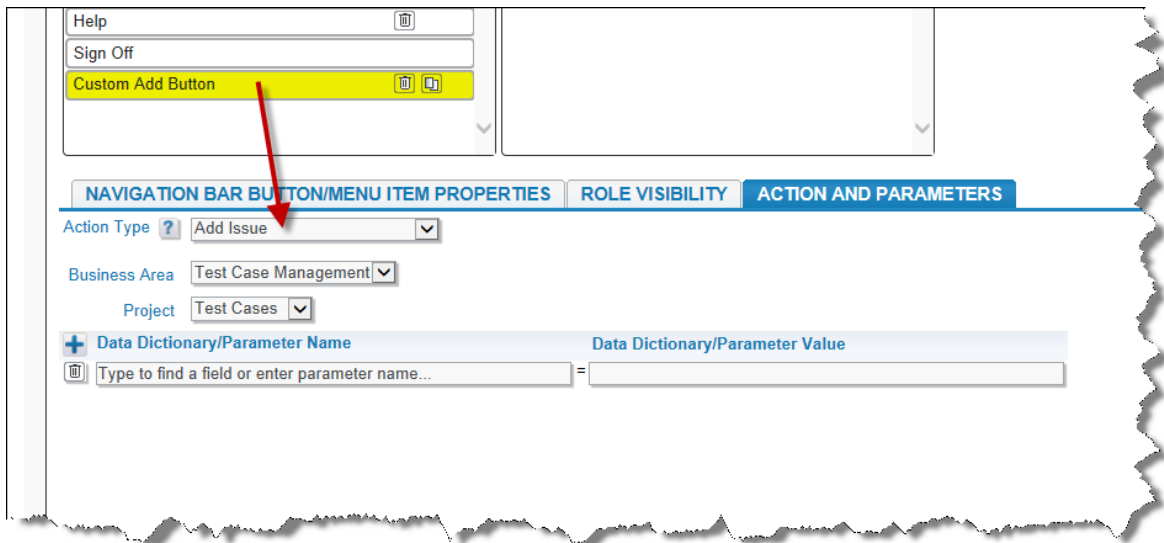 Help
Sign Off
Custom Add Button
NAVIGATION BAR BUTTON/MENU ITEM PROPERTIES ROLE VISIBILITY ACTION AND PARAMETERS
Action Type ? Add Issue
Business Area Test Case Management
Project Test Cases
+ Data Dictionary/Parameter Name Data Dictionary/Parameter Value
Type to find a field or enter parameter name... =